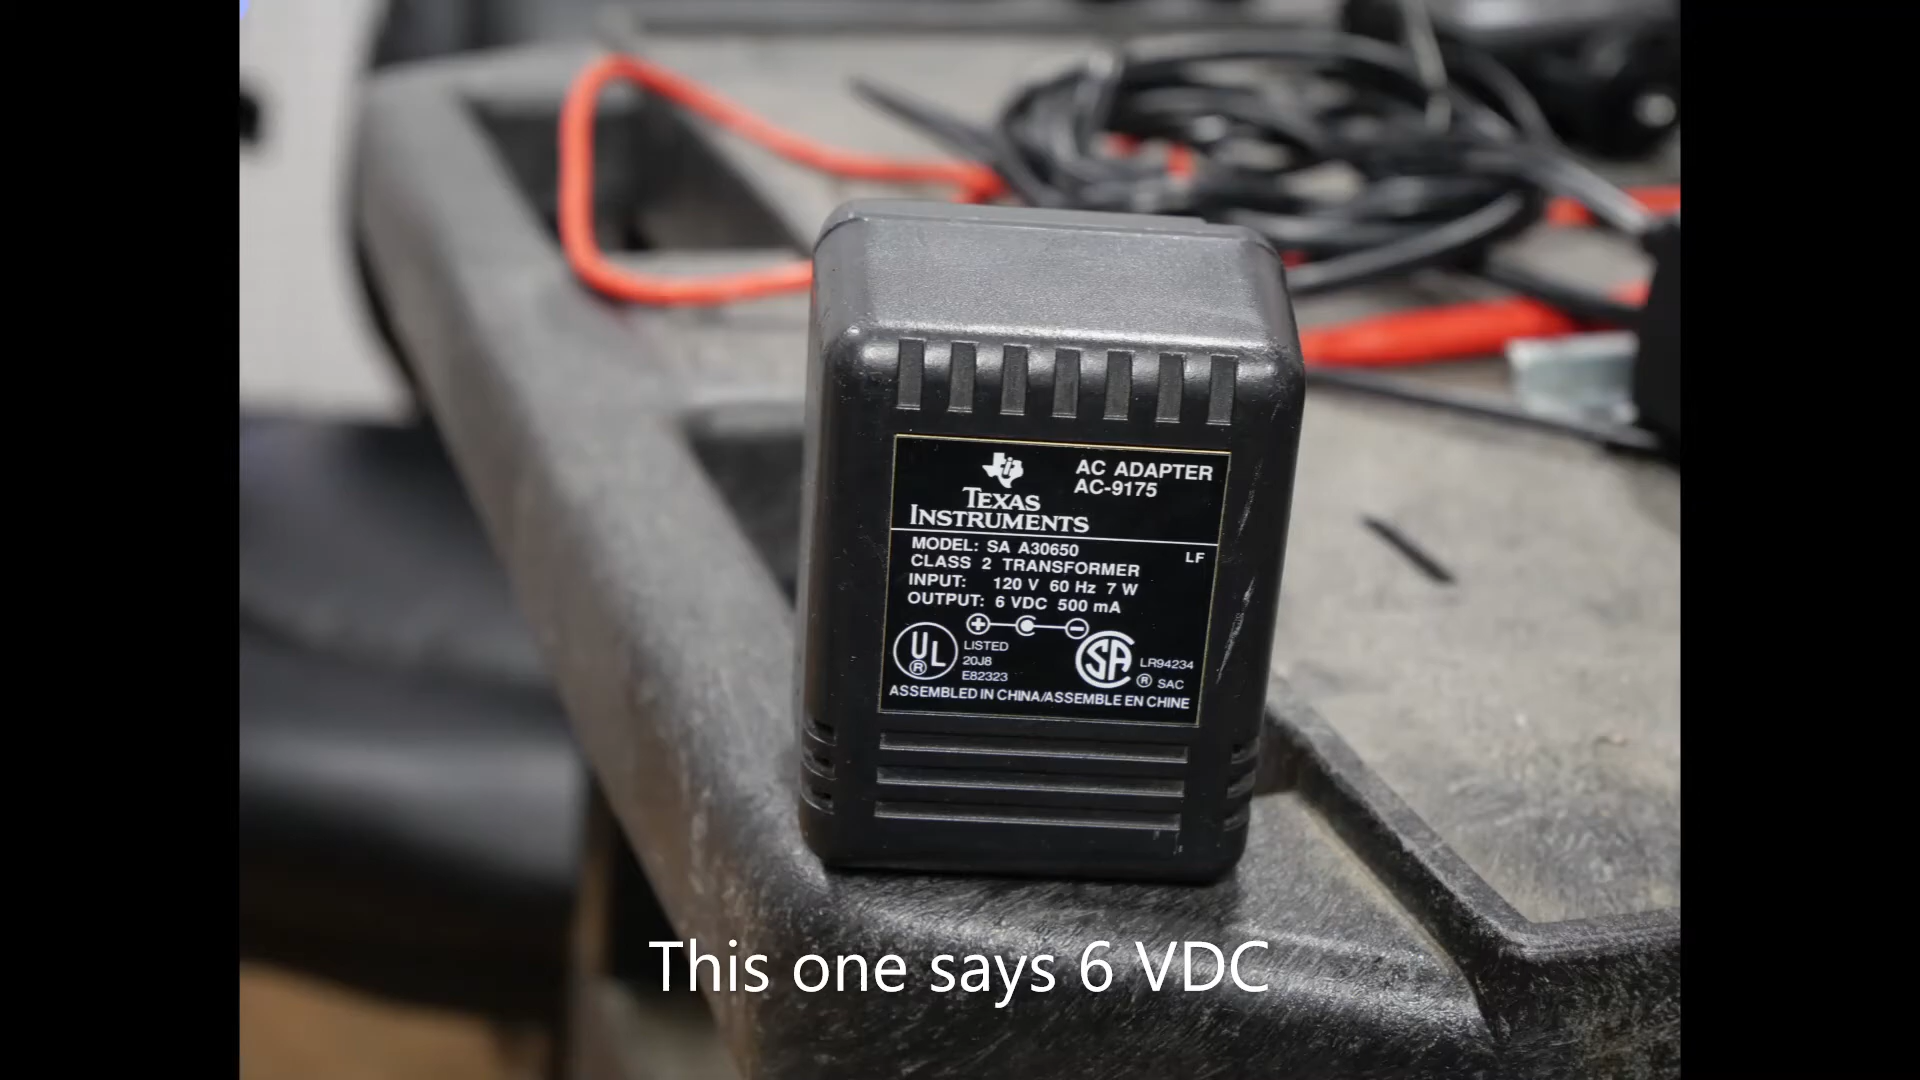 AC ADAPTER
AC-9175
TEXAS
INSTRUMENTS
MODEL: SA A30650
LF
CLASS 2 TRANSFORMER
INPUT: 120 V 60 Hz 7 W
OUTPUT: 6 VDC 500 mA
UL
®
LISTED
20J8
E82323
SA
®
LR94234
SAC
ASSEMBLED IN CHINA/ASSEMBLE EN CHINE
This one says 6 VDC